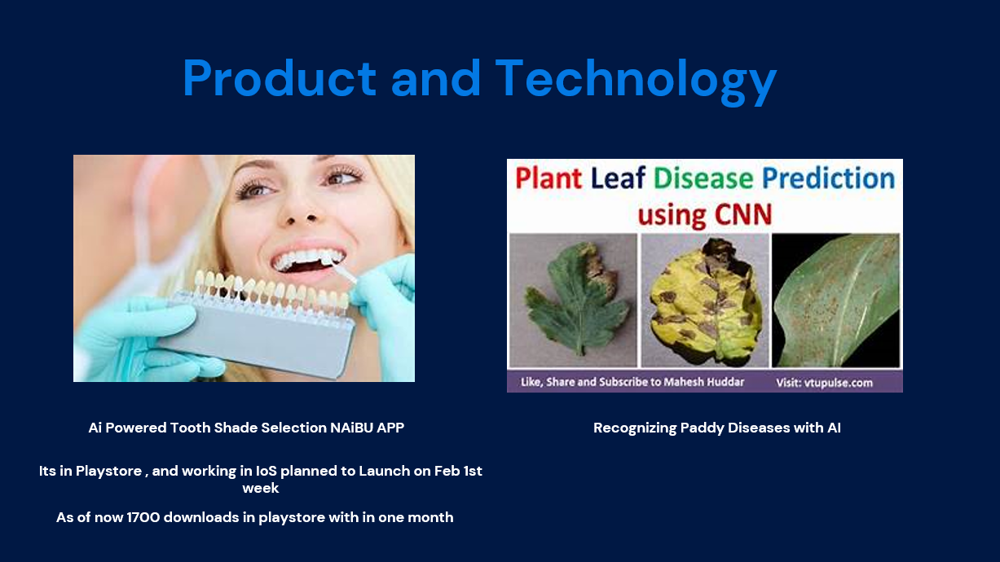 Product and Technology
Plant Leaf Disease Prediction
using CNN
Like, Share and Subscribe to Mahesh Huddar Visit: vtupulse.com
Ai Powered Tooth Shade Selection NAiBU APP
Recognizing Paddy Diseases with AI
Its in Playstore , and working in IoS planned to Launch on Feb 1st
week
As of now 1700 downloads in playstore with in one month